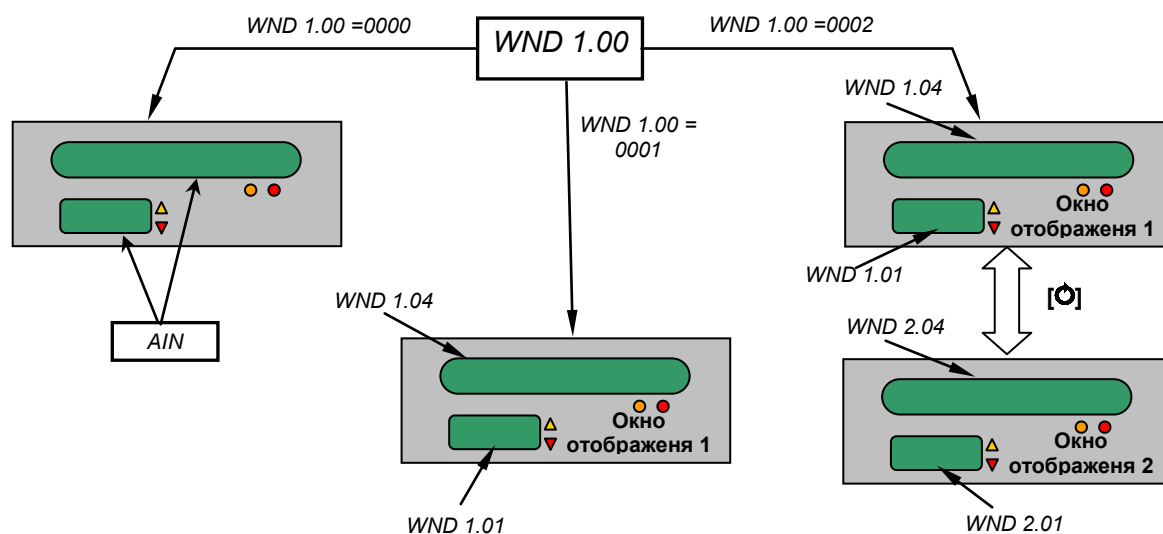 WND 1.00 =0000
WND 1.00
WND 1.00 =0002
WND 1.04
WND 1.00 =
0001
Окно
отображеня 1
WND 1.01
AIN
WND 1.04
[↻]
WND 2.04
Окно
отображеня 1
Окно
отображеня 2
WND 1.01
WND 2.01